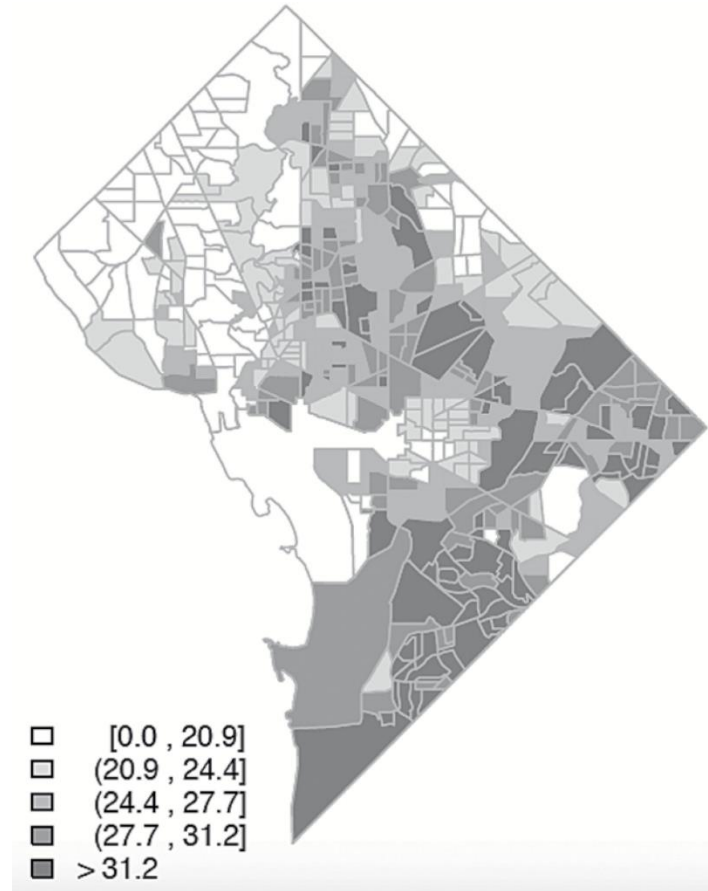 [0.0 , 20.9]
(20.9 , 24.4]
(24.4 , 27.7]
(27.7 , 31.2]
> 31.2